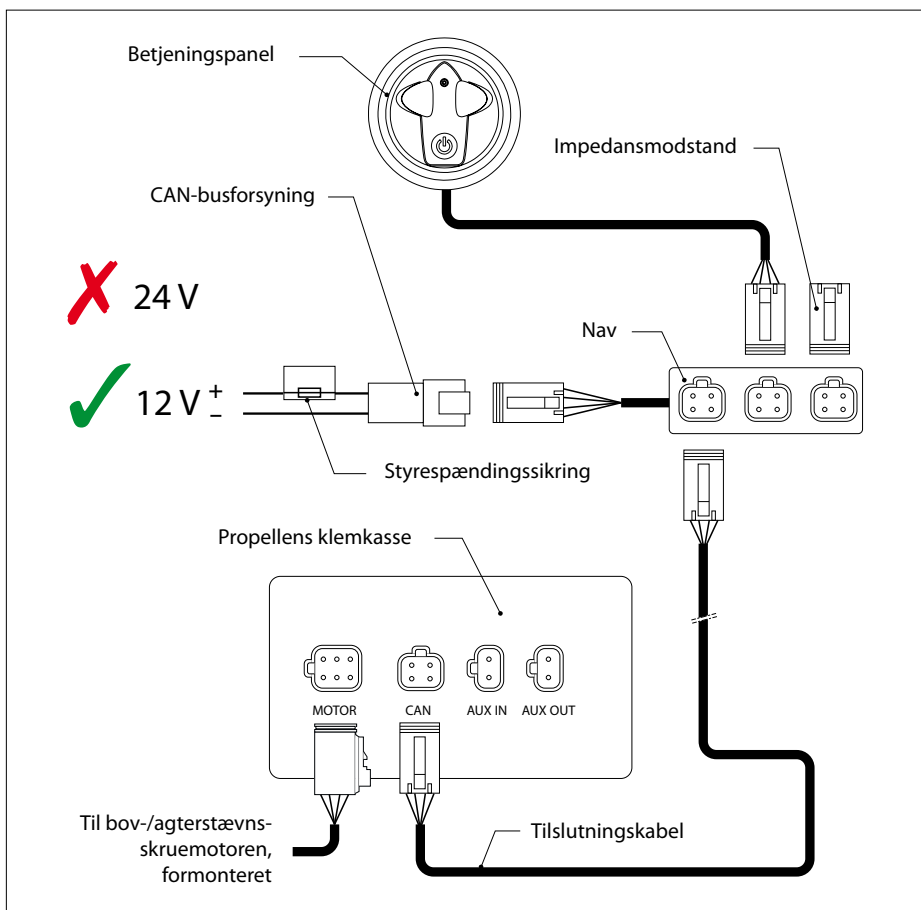 Betjeningspanel
Impedansmodstand
CAN-busforsyning
24 V
Nav
12 V + –
Styrespændingssikring
Propellens klemkasse
MOTOR CAN AUX IN AUX OUT
Til bov-/agterstævns-
skruemotoren,
formonteret
Tilslutningskabel